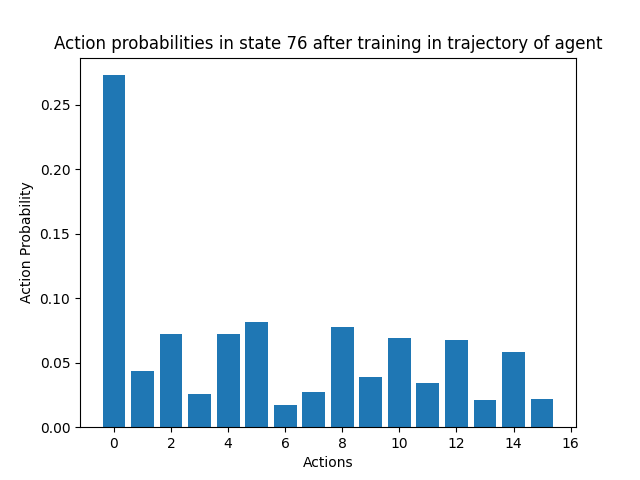 Action probabilities in state 76 after training in trajectory of agent
0.25
0.20
0.15
0.10
0.05
0.00
Action Probability
0 2 4 6 8 10 12 14 16
Actions